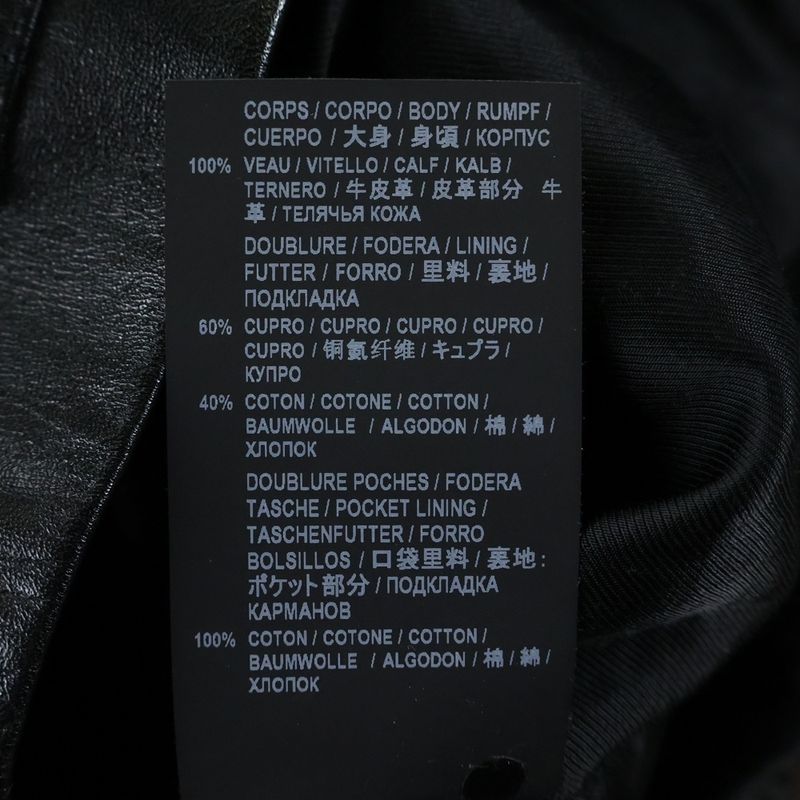 CORPS / CORPO / BODY / RUMPF /
CUERPO / 大身 / 身頃 / КОРПУС
100% VEAU / VITELLO / CALF / KALB /
TERNERO / 牛皮革 / 皮革部分 牛
革 / ТЕЛЯЧЬЯ КОЖА
DOUBLURE / FODERA / LINING /
FUTTER / FORRO / 里料 / 裏地 /
ПОДКЛАДКА
60% CUPRO / CUPRO / CUPRO / CUPRO /
CUPRO / 铜氨纤维 / キュプラ /
КУПРО
40% COTON / COTONE / COTTON /
BAUMWOLLE / ALGODON / 棉 / 綿 /
ХЛОПОК
DOUBLURE POCHES / FODERA
TASCHE / POCKET LINING /
TASCHENFUTTER / FORRO
BOLSILLOS / 口袋里料 / 裏地:
ポケット部分 / ПОДКЛАДКА
КАРМАНОВ
100% COTON / COTONE / COTTON /
BAUMWOLLE / ALGODON / 棉 / 綿 /
ХЛОПОК